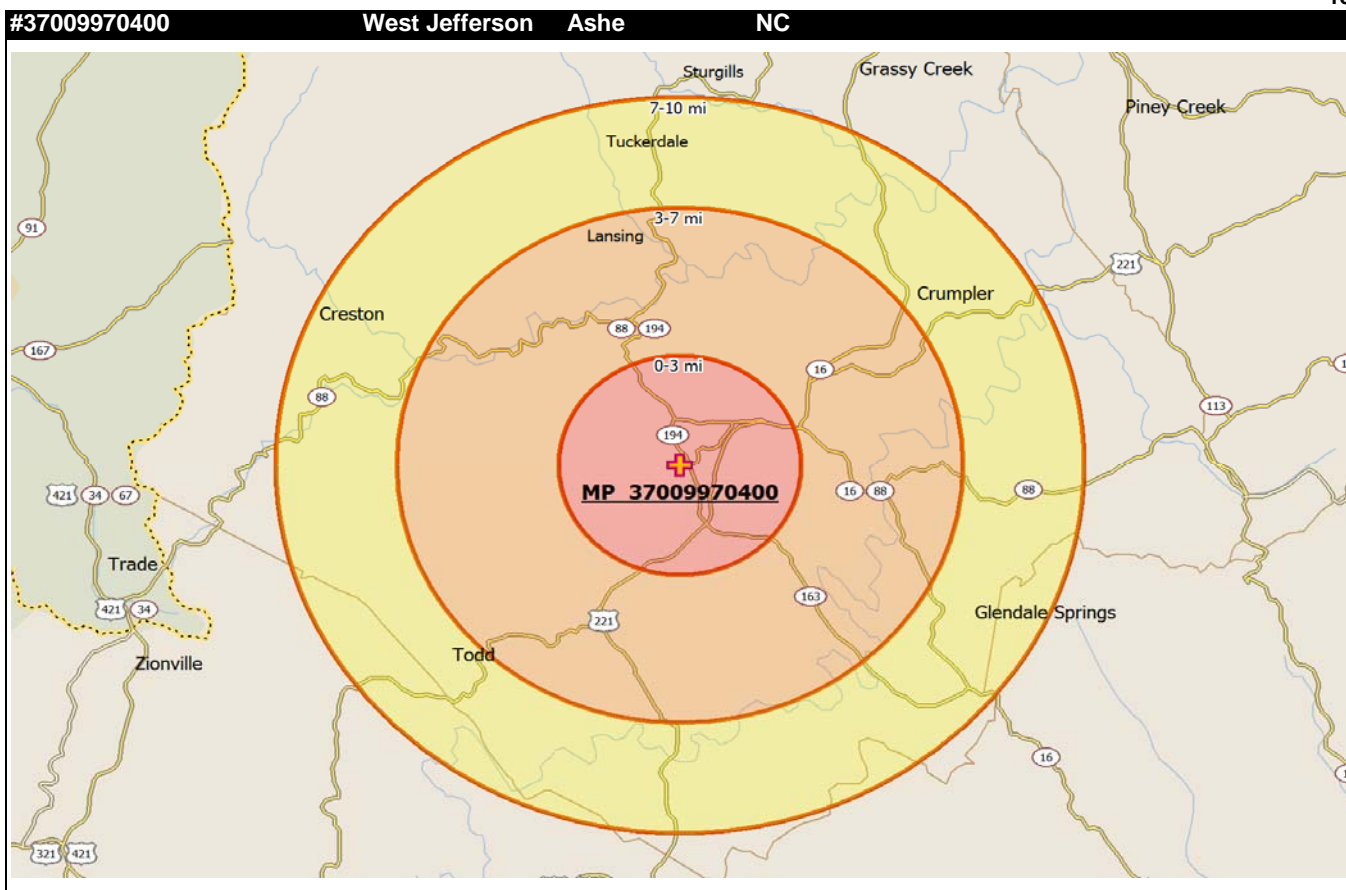 #37009970400 West Jefferson Ashe NC
Sturgills
Grassy Creek
7-10 mi
Piney Creek
Tuckerdale
91
3-7 mi
Lansing
221
Crumpler
Creston
88 194
167
0-3 mi
16
88
113
194
MP 37009970400
421 34 67
16 88
88
Trade
421 34
163
Glendale Springs
221
Todd
Zionville
16
321 421